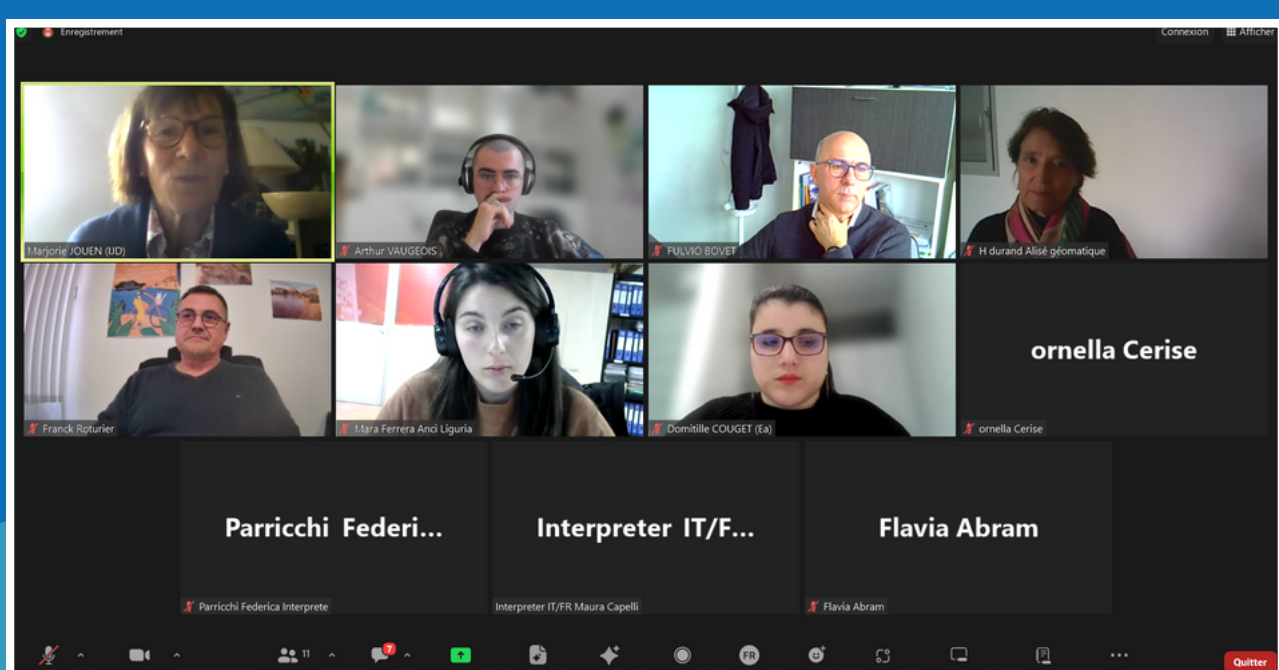 Enregistrement
Connexion
Afficher
Marjorie JOUEN (IJD)
Arthur VAUGEOIS
FULVIO BOVET
H durand Alisé géomatique
Franck Roturier
Mara Ferrera Anci Liguria
Domitille COUGET (Ea)
ornella Cerise
ornella Cerise
Parricchi Federi...
Interpreter IT/F...
Flavia Abram
Parricchi Federica Interprete
Interpreter IT/FR Maura Capelli
Flavia Abram
11
7
FR
Quitter